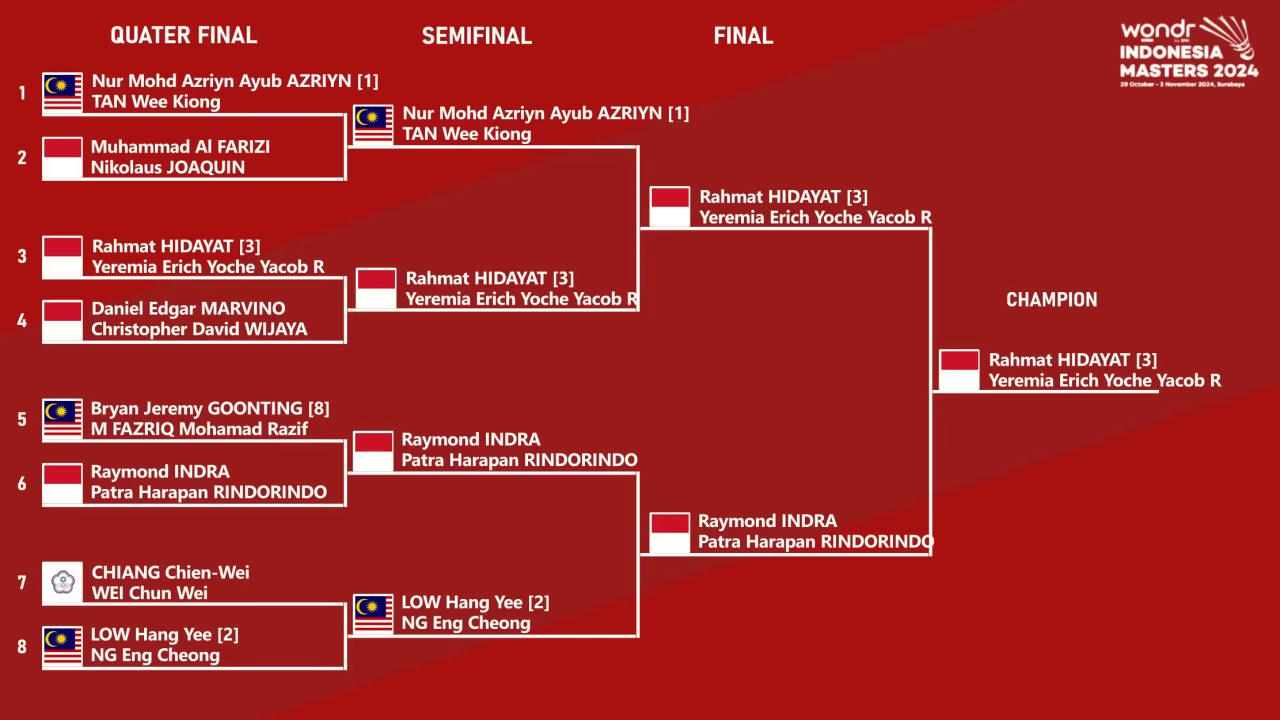 QUATER FINAL
SEMIFINAL
FINAL
wondr
INDONESIA
MASTERS 2024
29 October - 3 November 2024, Surabaya
1
Nur Mohd Azriyn Ayub AZRIYN [1]
TAN Wee Kiong
2
Muhammad Al FARIZI
Nikolaus JOAQUIN
3
Rahmat HIDAYAT [3]
Yeremia Erich Yoche Yacob R
4
Daniel Edgar MARVINO
Christopher David WIJAYA
5
Bryan Jeremy GOONTING [8]
M FAZRIQ Mohamad Razif
6
Raymond INDRA
Patra Harapan RINDORINDO
7
CHIANG Chien-Wei
WEI Chun Wei
8
LOW Hang Yee [2]
NG Eng Cheong
Nur Mohd Azriyn Ayub AZRIYN [1]
TAN Wee Kiong
Rahmat HIDAYAT [3]
Yeremia Erich Yoche Yacob R
Raymond INDRA
Patra Harapan RINDORINDO
LOW Hang Yee [2]
NG Eng Cheong
Rahmat HIDAYAT [3]
Yeremia Erich Yoche Yacob R
Raymond INDRA
Patra Harapan RINDORINDO
CHAMPION
Rahmat HIDAYAT [3]
Yeremia Erich Yoche Yacob R